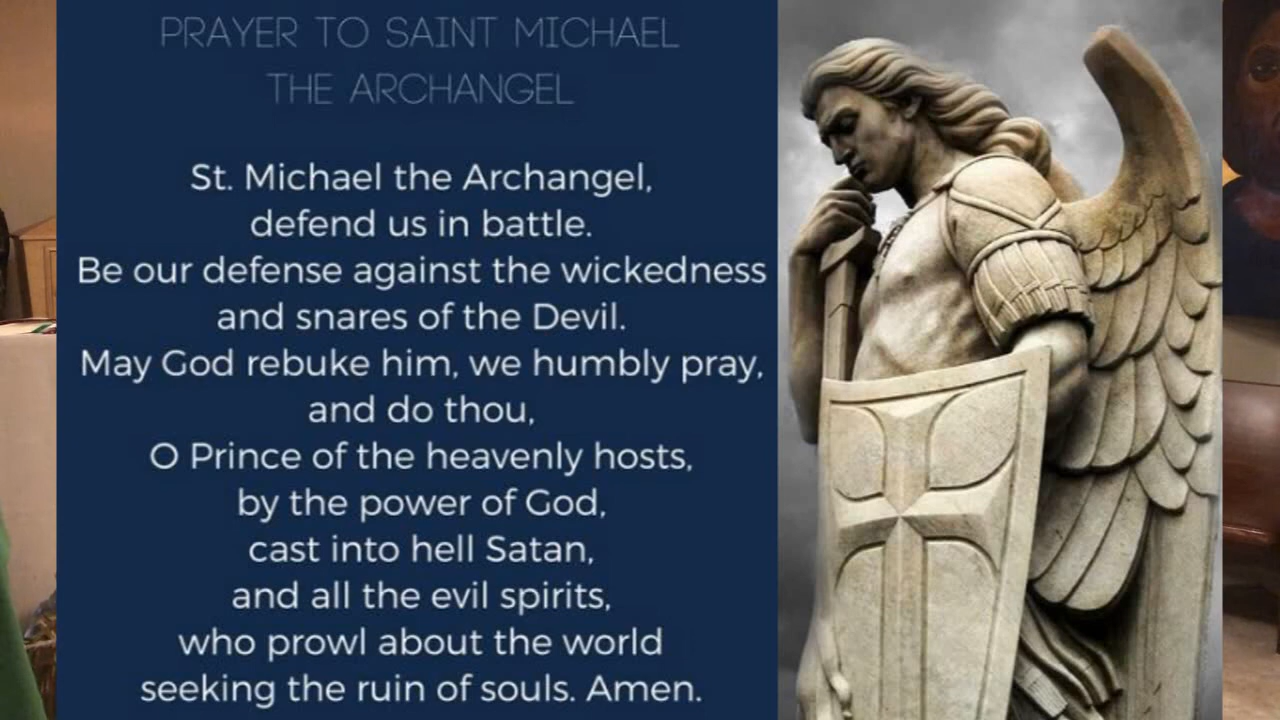 PRAYER TO SAINT MICHAEL
THE ARCHANGEL
St. Michael the Archangel,
defend us in battle.
Be our defense against the wickedness
and snares of the Devil.
May God rebuke him, we humbly pray,
and do thou,
O Prince of the heavenly hosts,
by the power of God,
cast into hell Satan,
and all the evil spirits,
who prowl about the world
seeking the ruin of souls. Amen.